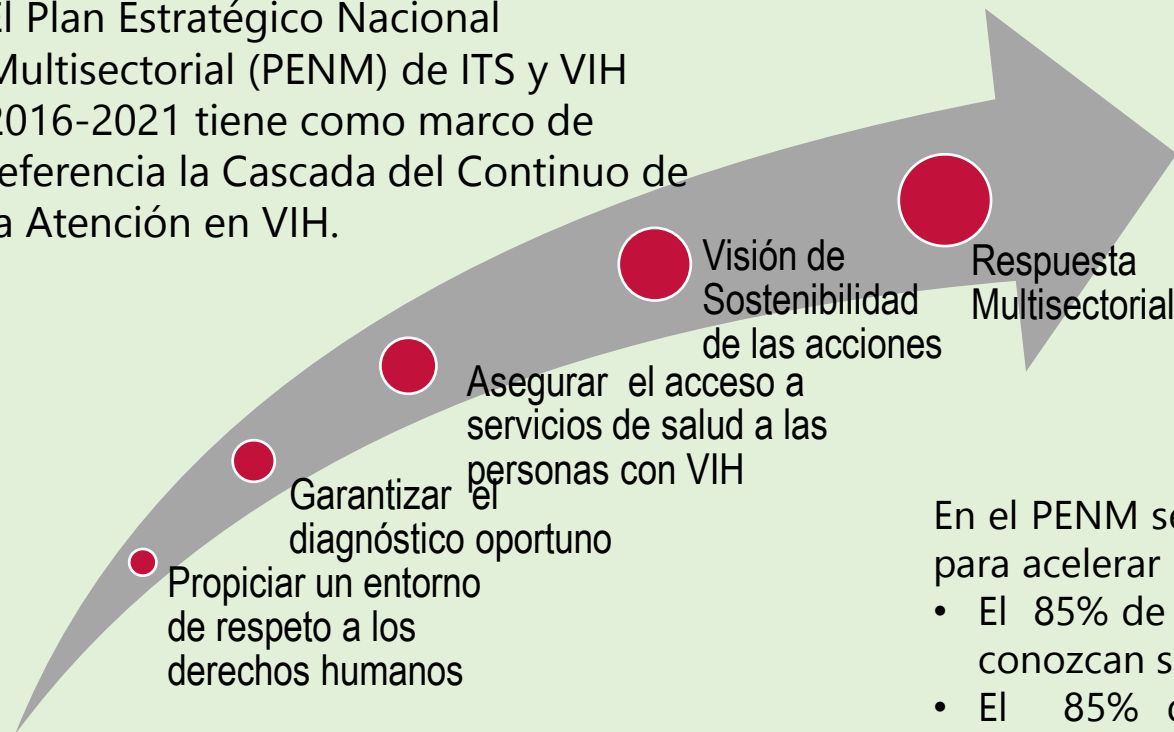 El Plan Estratégico Nacional
Multisectorial (PENM) de ITS y VIH
2016-2021 tiene como marco de
referencia la Cascada del Continuo de
la Atención en VIH.
Visión de
Sostenibilidad
de las acciones
Respuesta
Multisectorial
Asegurar el acceso a
servicios de salud a las
personas con VIH
Garantizar el
diagnóstico oportuno
Propiciar un entorno
de respeto a los
derechos humanos
En el PENM
para acelerar
• El 85% de
conozcan
• El 85%